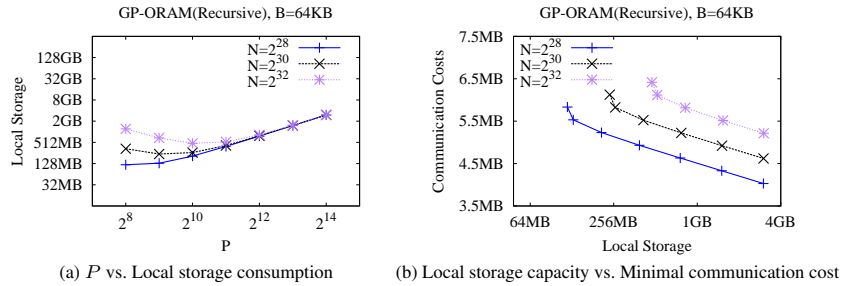 GP-ORAM(Recursive), B=64KB
N=2^28
N=2^30
N=2^32
128GB
32GB
8GB
2GB
512MB
128MB
32MB
Local Storage
2^8
2^10
2^12
2^14
P
(a) P vs. Local storage consumption
GP-ORAM(Recursive), B=64KB
N=2^28
N=2^30
N=2^32
7.5MB
6.5MB
5.5MB
4.5MB
3.5MB
Communication Costs
64MB
256MB
1GB
4GB
Local Storage
(b) Local storage capacity vs. Minimal communication cost